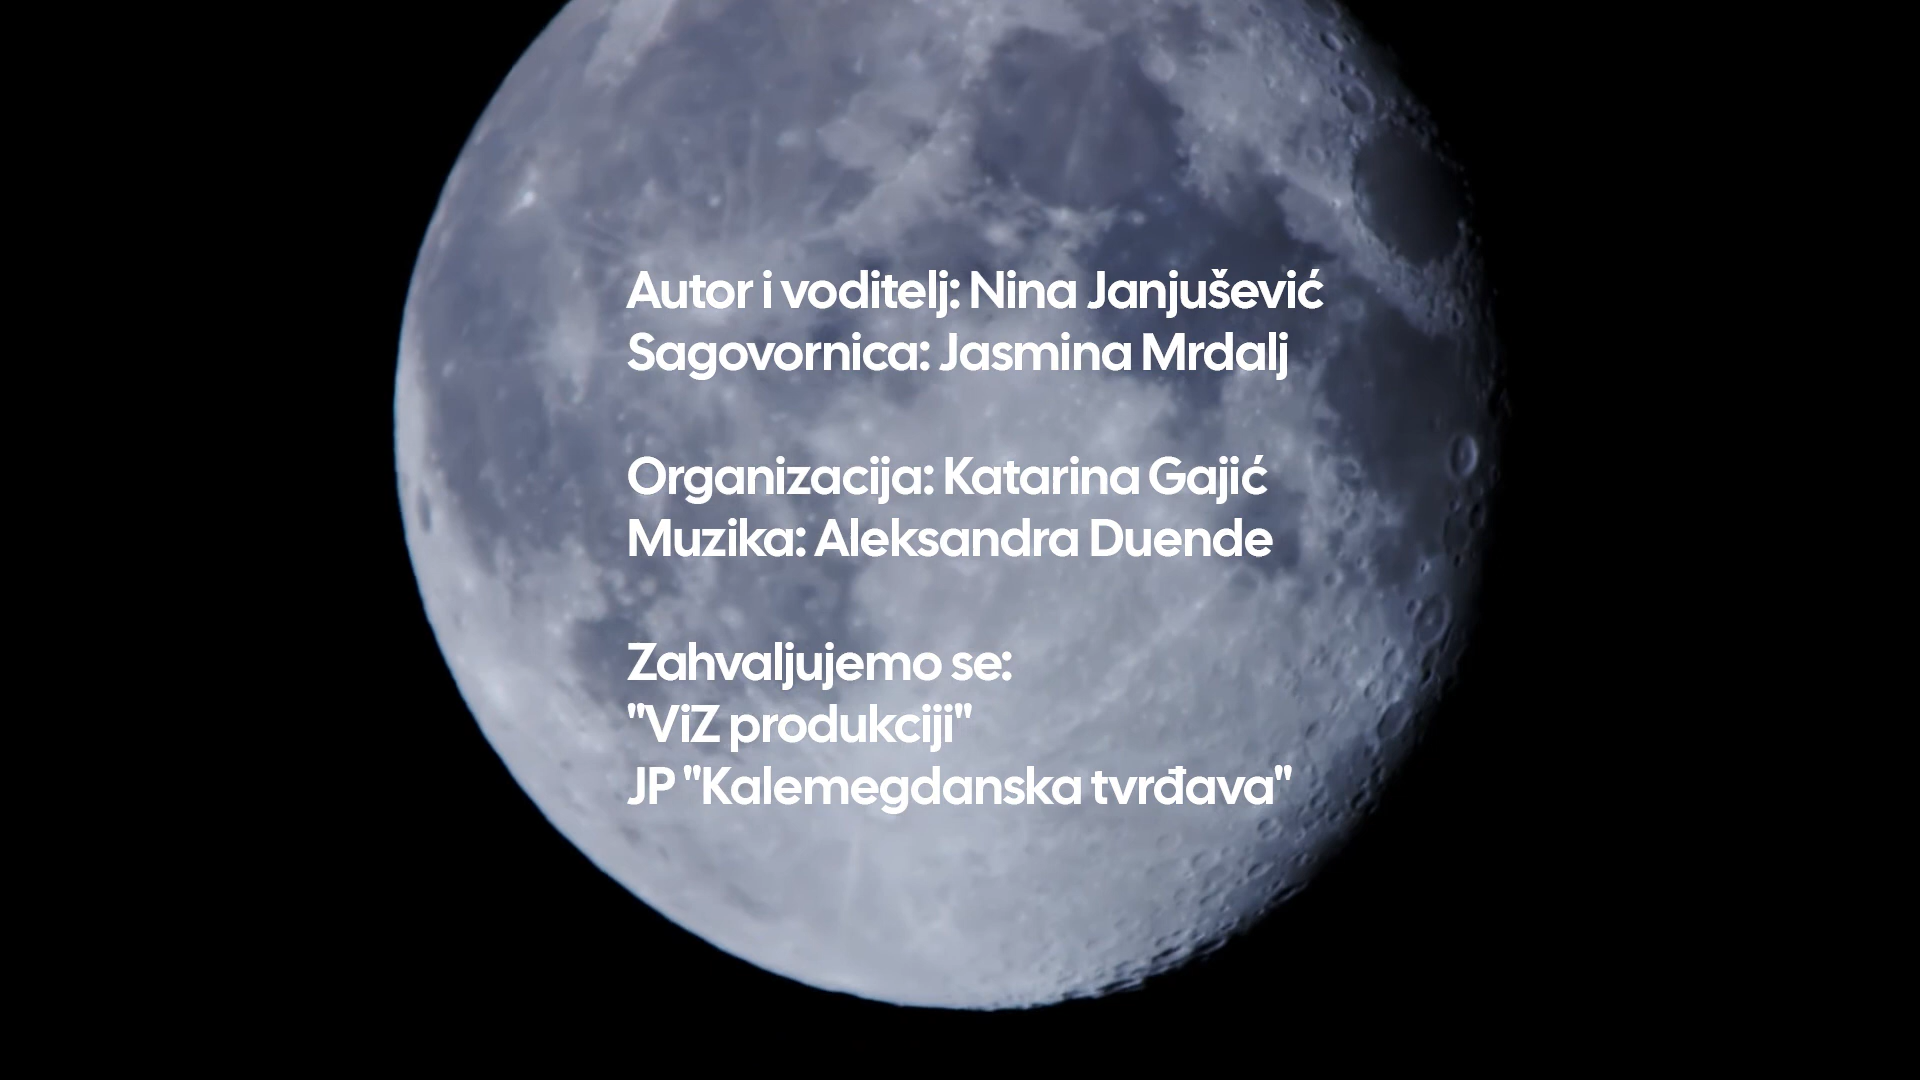 Autor i voditelj: Nina Janjušević
Sagovornica: Jasmina Mrdalj
Organizacija: Katarina Gajić
Muzika: Aleksandra Duende
Zahvaljujemo se:
"ViZ produkciji"
JP "Kalemegdanska tvrđava"